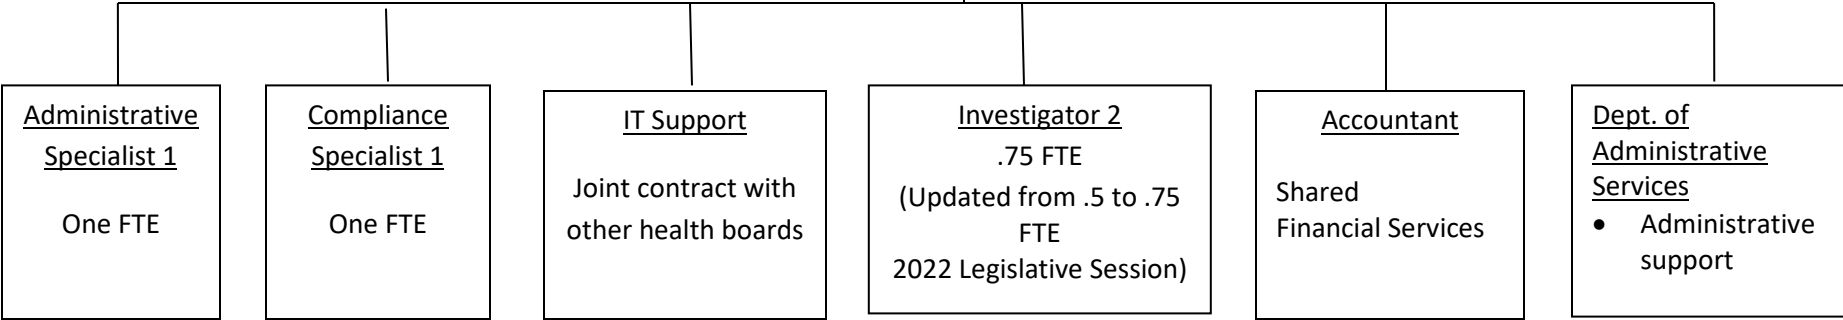 Administrative
Specialist 1
One FTE
Compliance
Specialist 1
One FTE
IT Support
Joint contract with
other health boards
Investigator 2
.75 FTE
(Updated from .5 to .75
FTE
2022 Legislative Session)
Accountant
Shared
Financial Services
Dept. of
Administrative
Services
• Administrative
support